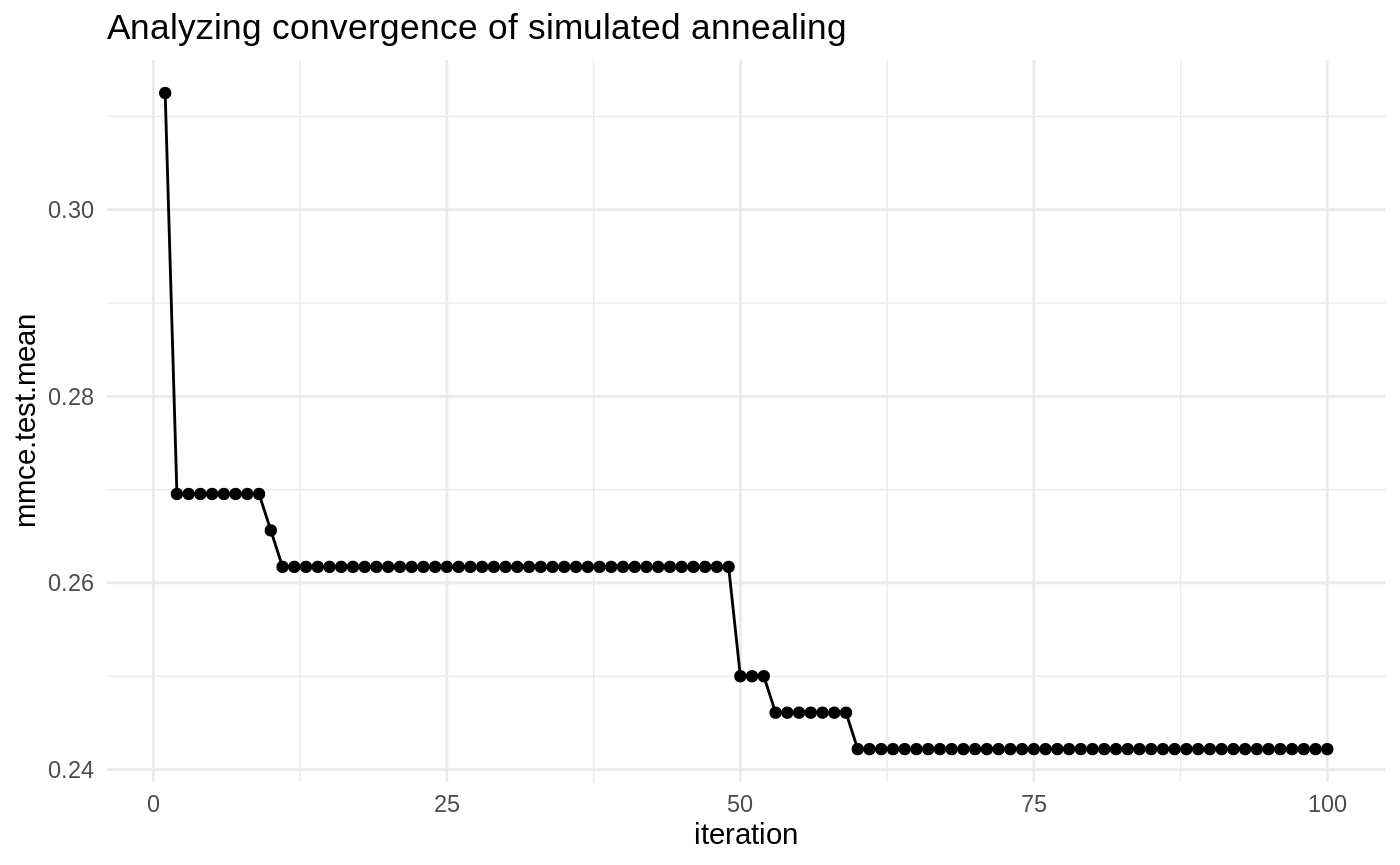 Analyzing convergence of simulated annealing
mmce.test.mean
0.30
0.28
0.26
0.24
0 25 50 75 100
iteration